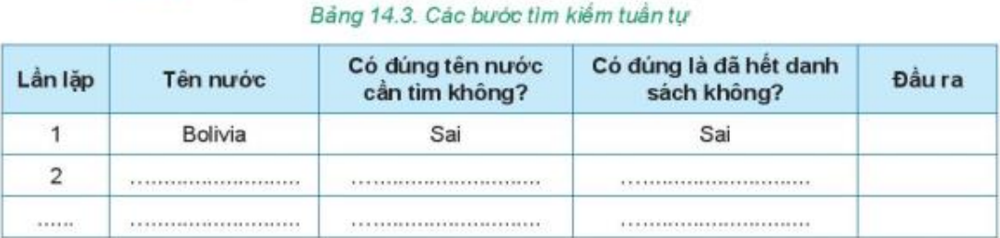 Bảng 14.3. Các bước tìm kiếm tuần tự
Lần lặp
Tên nước
Có đúng tên nước
cần tìm không?
Có đúng là đã hết danh
sách không?
Đầu ra
1
Bolivia
Sai
Sai
2
...........................
..............................
..............................
......
...........................
..............................
..............................